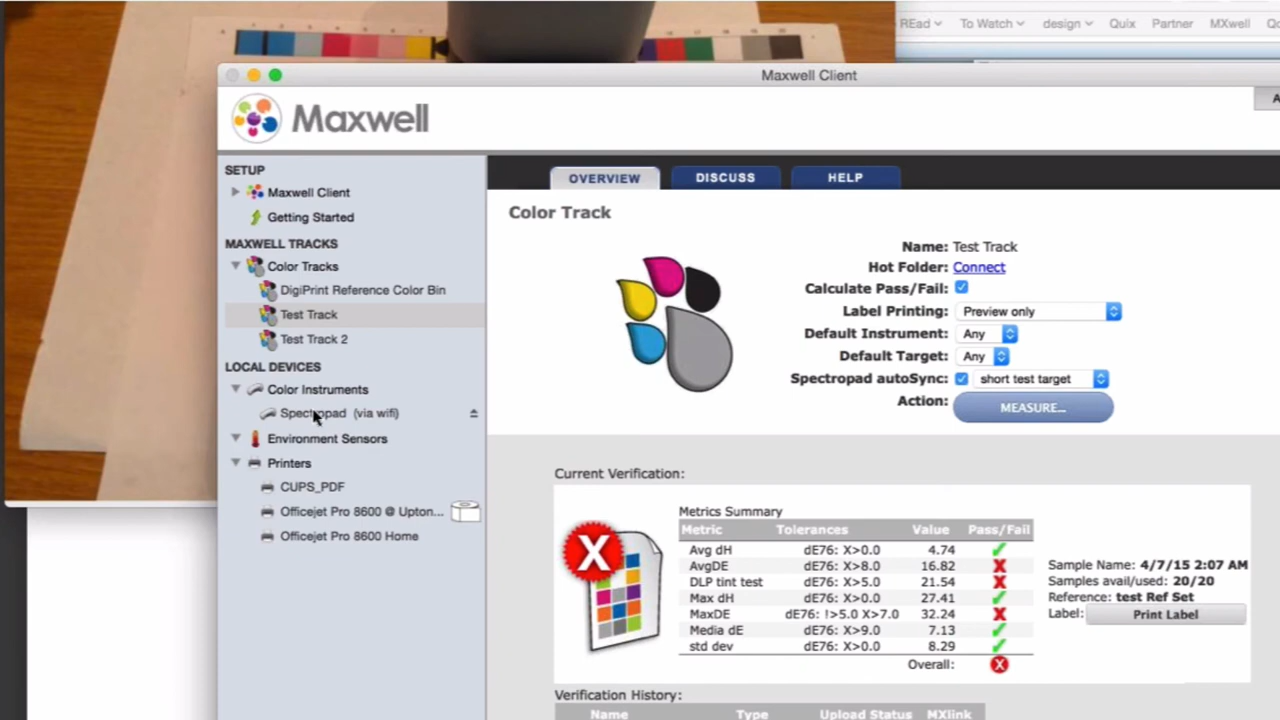 REad To Watch design Quix Partner MXwell
Maxwell Client
Maxwell
SETUP
Maxwell Client
Getting Started
MAXWELL TRACKS
Color Tracks
DigiPrint Reference Color Bin
Test Track
Test Track 2
LOCAL DEVICES
Color Instruments
Spectropad (via wifi)
Environment Sensors
Printers
CUPS_PDF
Officejet Pro 8600 @ Upton...
Officejet Pro 8600 Home
OVERVIEW DISCUSS HELP
Color Track
Name: Test Track
Hot Folder: Connect
Calculate Pass/Fail:
Label Printing: Preview only
Default Instrument: Any
Default Target: Any
Spectropad autoSync: short test target
Action: MEASURE...
Current Verification:
Metrics Summary
Metric Tolerances Value Pass/Fail
Avg dH dE76: X>0.0 4.74
AvgDE dE76: X>8.0 16.82
DLP tint test dE76: X>5.0 21.54
Max dH dE76: X>0.0 27.41
MaxDE dE76: !>5.0 X>7.0 32.24
Media dE dE76: X>9.0 7.13
std dev dE76: X>0.0 8.29
Overall:
Sample Name: 4/7/15 2:07 AM
Samples avail/used: 20/20
Reference: test Ref Set
Label: Print Label
Verification History:
Name Type Upload Status MXlink